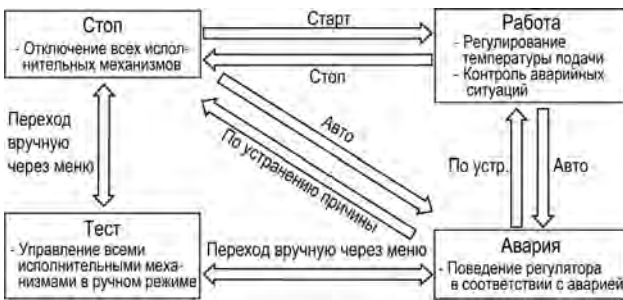 Стоп
- Отключение всех испол-
нительных механизмов
Старт
Стоп
Работа
- Регулирование
температуры подачи
- Контроль аварийных
ситуаций
Переход
вручную
через меню
Авто
По устранению причины
По устр.
Авто
Тест
- Управление всеми
исполнительными меха-
низмами в ручном режиме
Переход вручную через меню
Авария
- Поведение регулятора
в соответствии с аварией